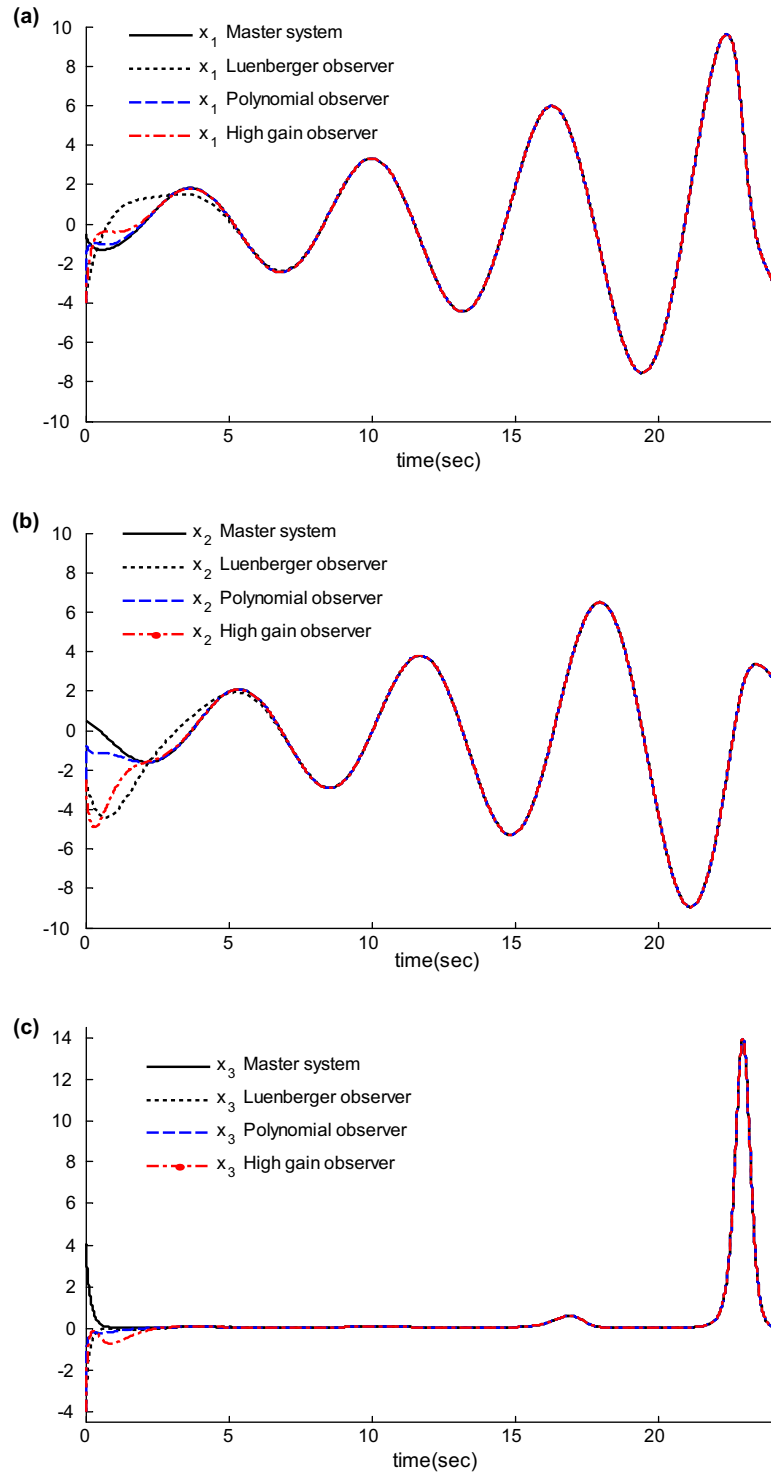 (a)
10
8
6
4
2
0
-2
-4
-6
-8
-10
x1 Master system
x1 Luenberger observer
x1 Polynomial observer
x1 High gain observer
0 5 10 15 20
time(sec)
(b)
10
8
6
4
2
0
-2
-4
-6
-8
-10
x2 Master system
x2 Luenberger observer
x2 Polynomial observer
x2 High gain observer
0 5 10 15 20
time(sec)
(c)
14
12
10
8
6
4
2
0
-2
-4
x3 Master system
x3 Luenberger observer
x3 Polynomial observer
x3 High gain observer
0 5 10 15 20
time(sec)